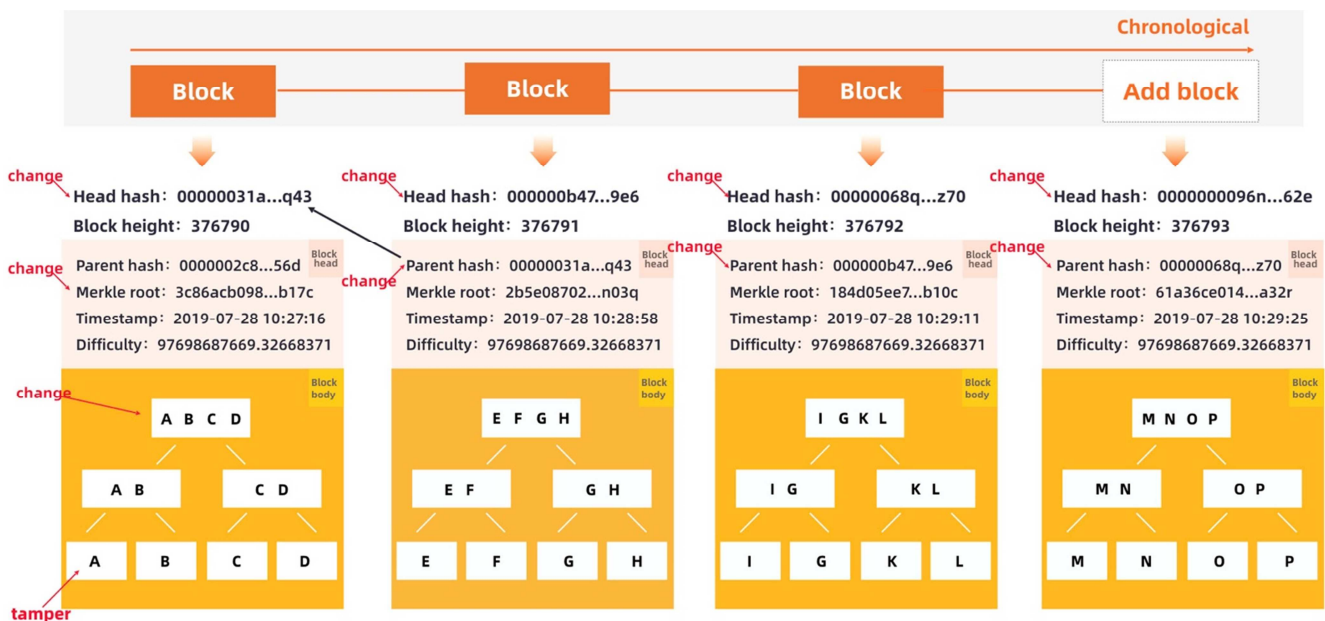 Chronological
Block
Block
Block
Add block
change
Head hash: 00000031a...q43
Block height: 376790
Block head
change
Parent hash: 0000002c8...56d
Merkle root: 3c86acb098...b17c
Timestamp: 2019-07-28 10:27:16
Difficulty: 97698687669.32668371
Block body
change
A B C D
A B
C D
A
B
C
D
tamper
change
Head hash: 000000b47...9e6
Block height: 376791
Block head
change
Parent hash: 00000031a...q43
Merkle root: 2b5e08702...n03q
Timestamp: 2019-07-28 10:28:58
Difficulty: 97698687669.32668371
E F G H
E F
G H
E
F
G
H
change
Head hash: 00000068q...z70
Block height: 376792
change
Block head
Parent hash: 000000b47...9e6
Merkle root: 184d05ee7...b10c
Timestamp: 2019-07-28 10:29:11
Difficulty: 97698687669.32668371
Block body
I G K L
I G
K L
I
G
K
L
change
Head hash: 0000000096n...62e
Block height: 376793
change
Block head
Parent hash: 00000068q...z70
Merkle root: 61a36ce014...a32r
Timestamp: 2019-07-28 10:29:25
Difficulty: 97698687669.32668371
Block body
M N O P
M N
O P
M
N
O
P